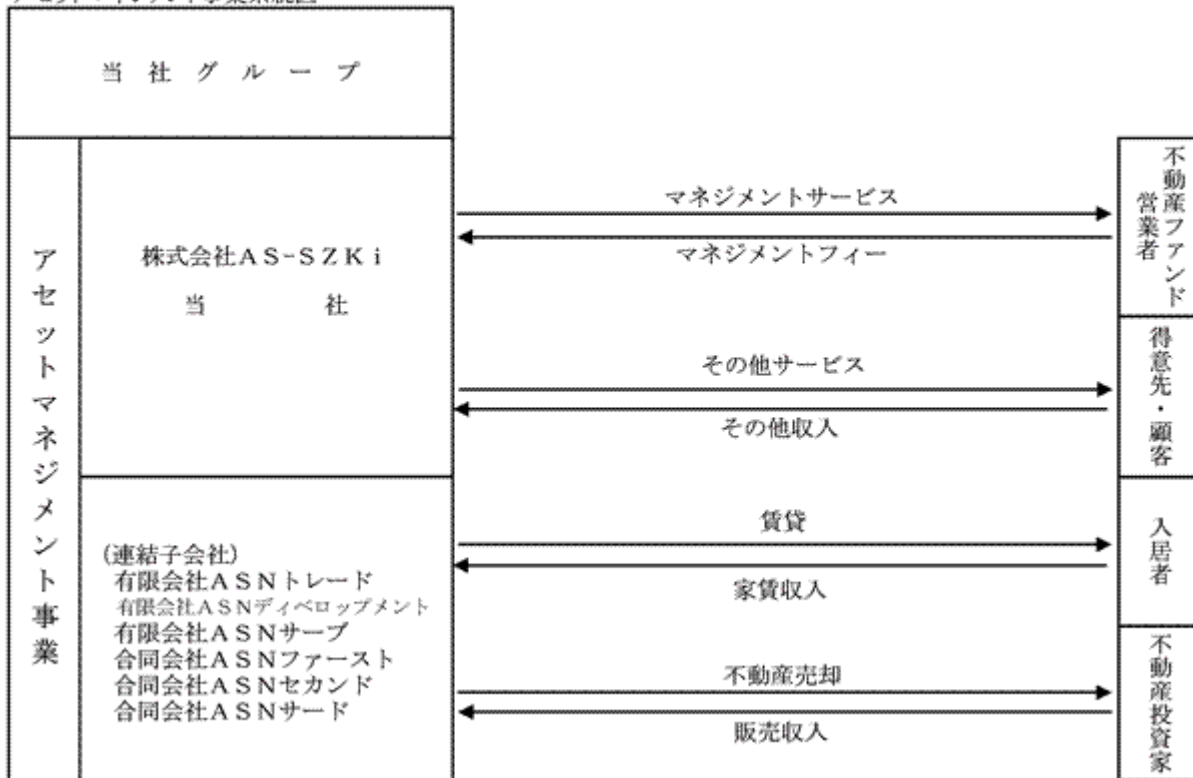 当社グループ
アセットマネジメント事業
株式会社ＡＳ−ＳＺＫｉ
当　　　　社
(連結子会社)
有限会社ＡＳＮトレード
有限会社ＡＳＮディベロップメント
有限会社ＡＳＮサーブ
合同会社ＡＳＮファースト
合同会社ＡＳＮセカンド
合同会社ＡＳＮサード
マネジメントサービス
マネジメントフィー
その他サービス
その他収入
賃貸
家賃収入
不動産売却
販売収入
不動産ファンド
営業者
得意先・顧客
入居者
不動産投資家